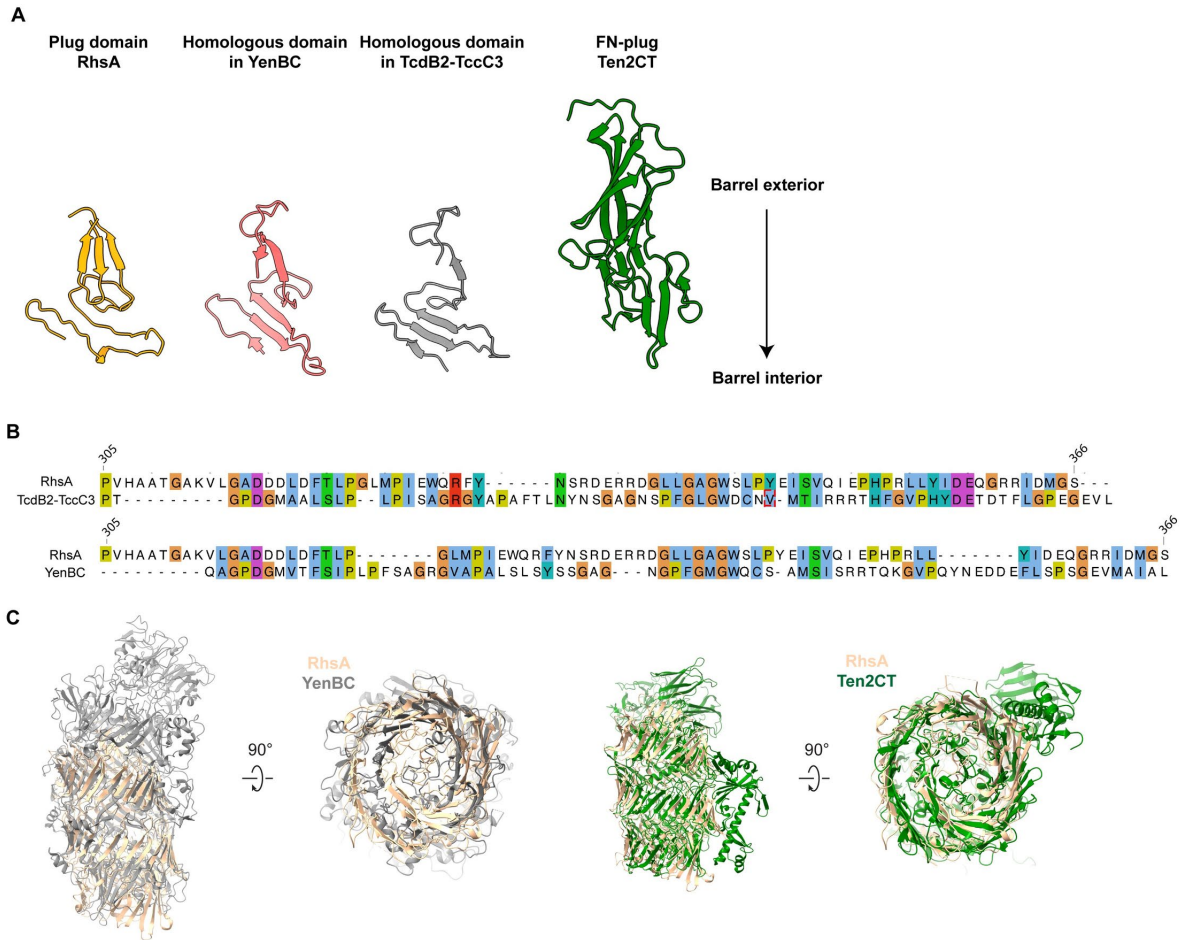 A
Plug domain
RhsA
Homologous domain
in YenBC
Homologous domain
in TcdB2-TccC3
FN-plug
Ten2CT
Barrel exterior
Barrel interior
B
305
366
RhsA PVHAATGAKVLGADDDLDFTLPGLMPIEWQRFY-----NSRDERRDGLLGAGWSLPYEISVQIEPHPRLLYIDEQGRRIDMGS--
TcdB2-TccC3 PT-------GPDGMAALSLP--LPISAGRGYAPAFTLNYNSGAGNSPFGLGWDCNV-MTIRRRTHFGVPHYDETDTFLGPEGEVL
305
366
RhsA PVHAATGAKVLGADDDLDFTLP-------GLMPIEWQRFYNSRDERRDGLLGAGWSLPYEISVQIEPHPRLL-------YIDEQGRRIDMGS
YenBC ---------QAGPDGMVTFSIPLPFSAGRGVAPALSLSYSSGAG---NGPFGMGWQCS-AMSISRRTQKGVPQYNEDDEFLSPSGEVMAIAL
C
RhsA
YenBC
90°
RhsA
Ten2CT
90°